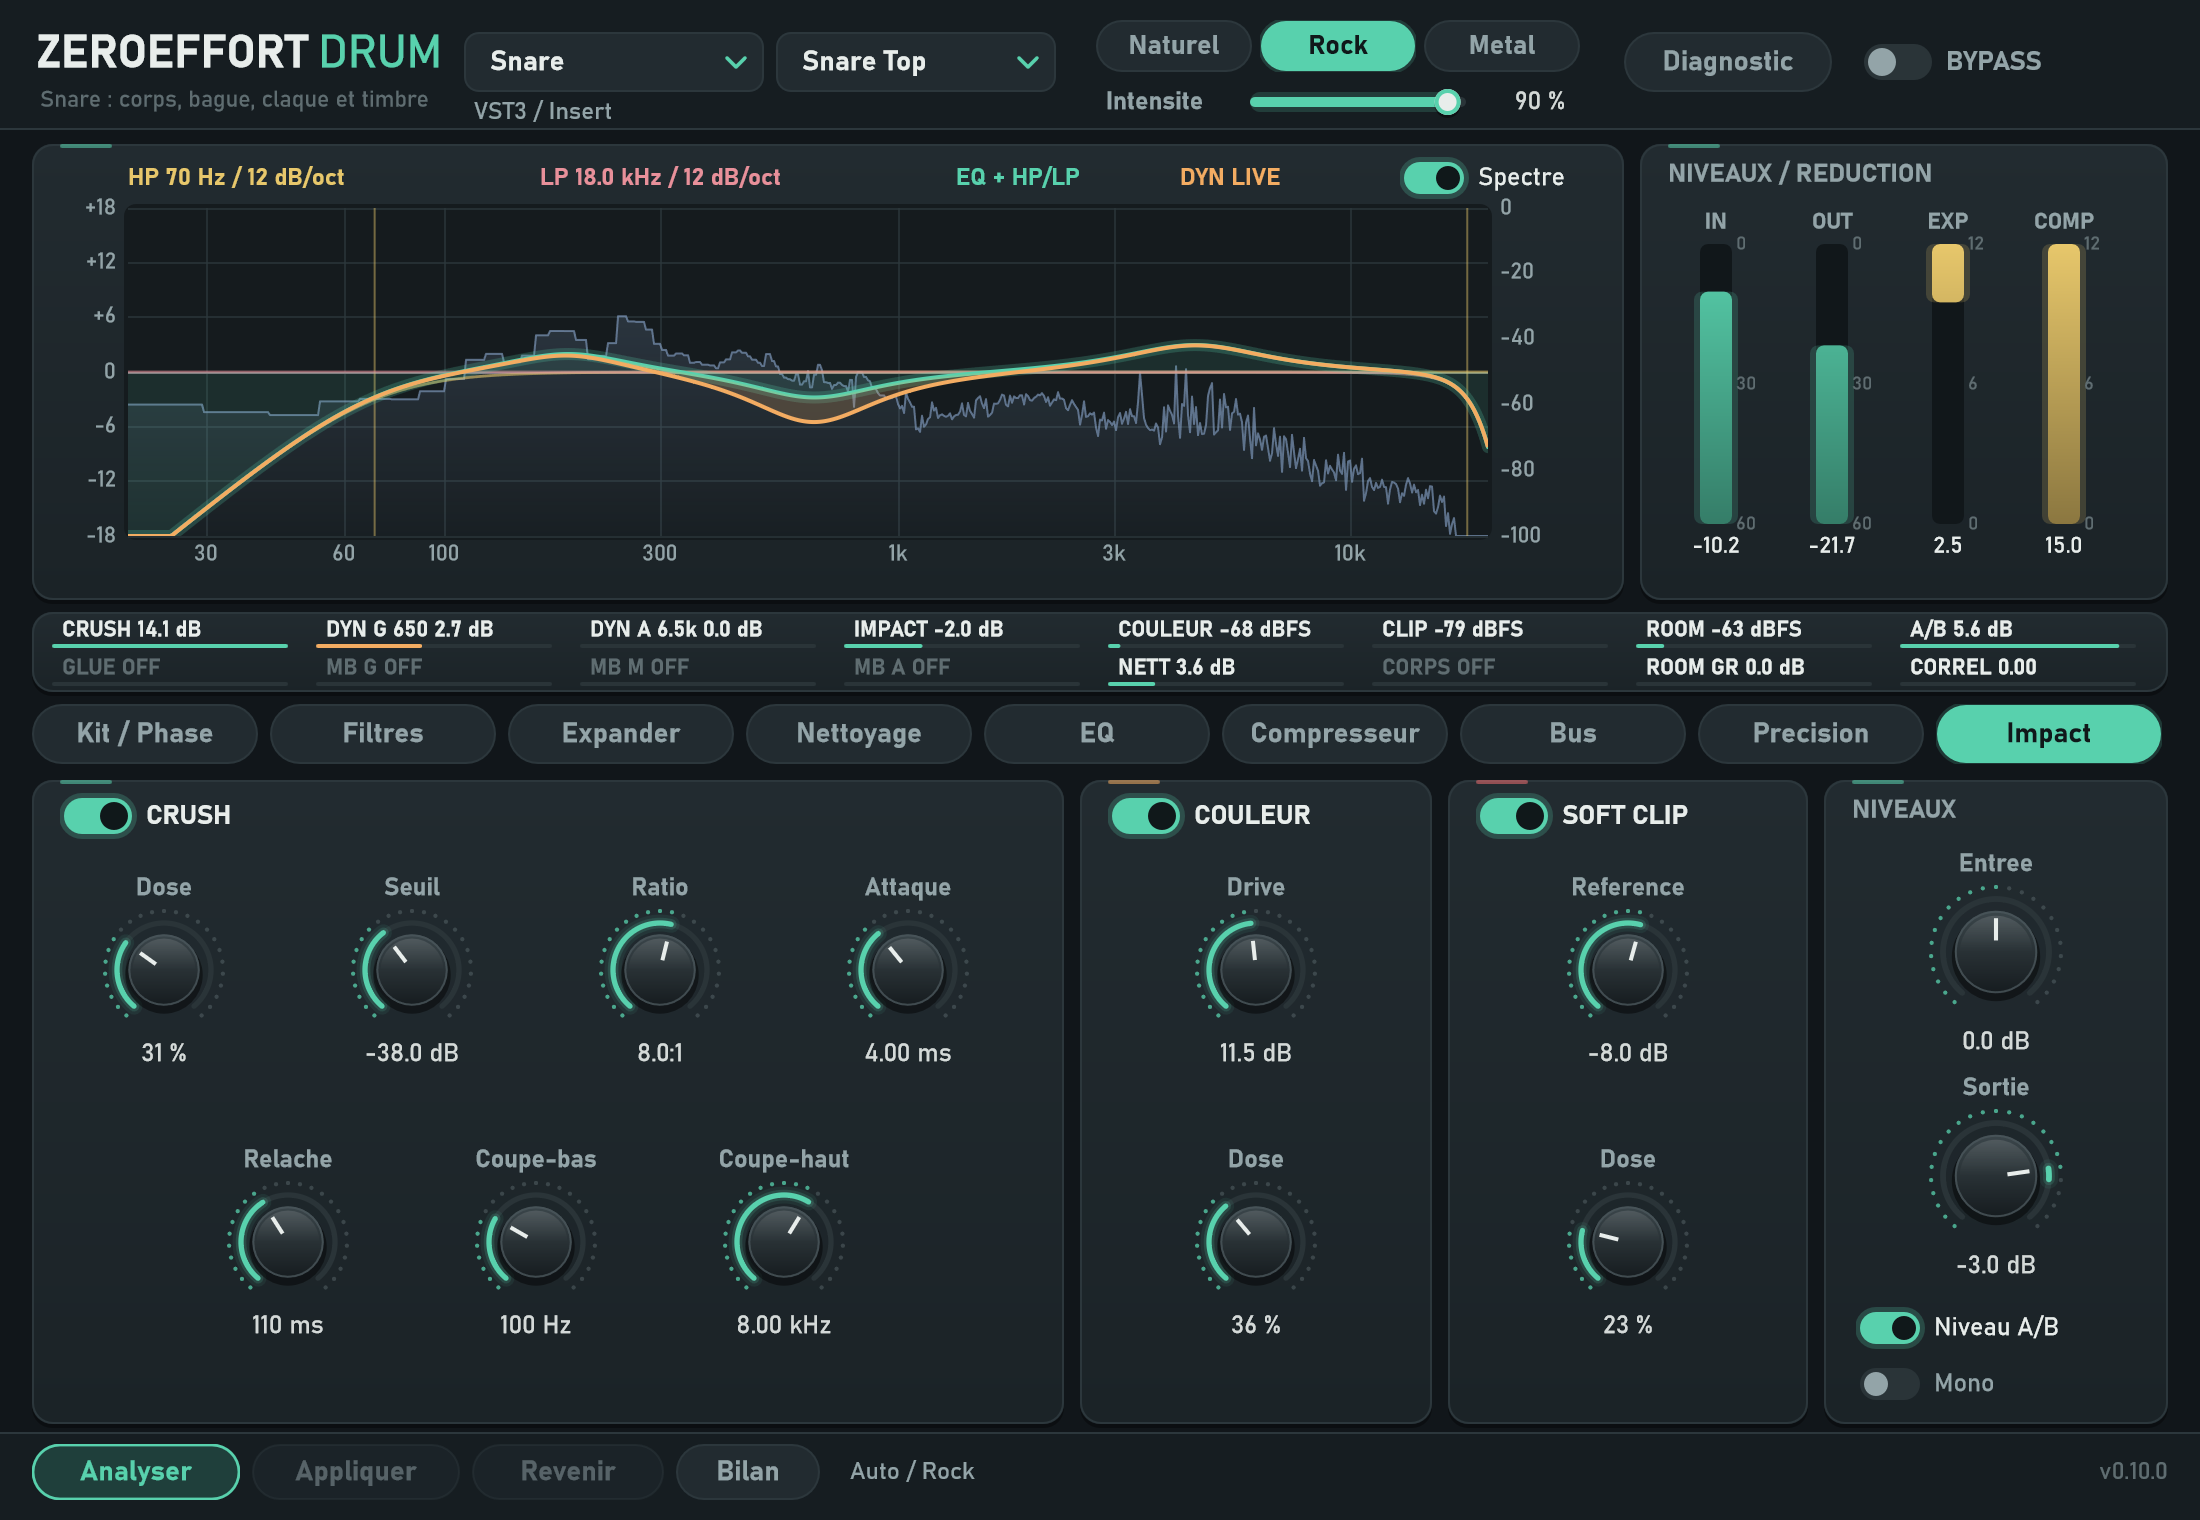 ZEROEFFORT DRUM
Snare : corps, bague, claque et timbre
Snare
Snare Top
VST3 / Insert
Naturel
Rock
Metal
Intensite
90 %
Diagnostic
BYPASS
HP 70 Hz / 12 dB/oct
LP 18.0 kHz / 12 dB/oct
EQ + HP/LP
DYN LIVE
Spectre
+18
+12
+6
0
-6
-12
-18
0
-20
-40
-60
-80
-100
30
60
100
300
1k
3k
10k
NIVEAUX / REDUCTION
IN
OUT
EXP
COMP
0
0
12
12
30
30
6
6
60
60
0
0
-10.2
-21.7
2.5
15.0
CRUSH 14.1 dB
DYN G 650 2.7 dB
DYN A 6.5k 0.0 dB
IMPACT -2.0 dB
COULEUR -68 dBFS
CLIP -79 dBFS
ROOM -63 dBFS
A/B 5.6 dB
GLUE OFF
MB G OFF
MB M OFF
MB A OFF
NETT 3.6 dB
CORPS OFF
ROOM GR 0.0 dB
CORREL 0.00
Kit / Phase
Filtres
Expander
Nettoyage
EQ
Compresseur
Bus
Precision
Impact
CRUSH
Dose
Seuil
Ratio
Attaque
31 %
-38.0 dB
8.0:1
4.00 ms
Relache
Coupe-bas
Coupe-haut
110 ms
100 Hz
8.00 kHz
COULEUR
Drive
11.5 dB
Dose
36 %
SOFT CLIP
Reference
-8.0 dB
Dose
23 %
NIVEAUX
Entree
0.0 dB
Sortie
-3.0 dB
Niveau A/B
Mono
Analyser
Appliquer
Revenir
Bilan
Auto / Rock
v0.10.0